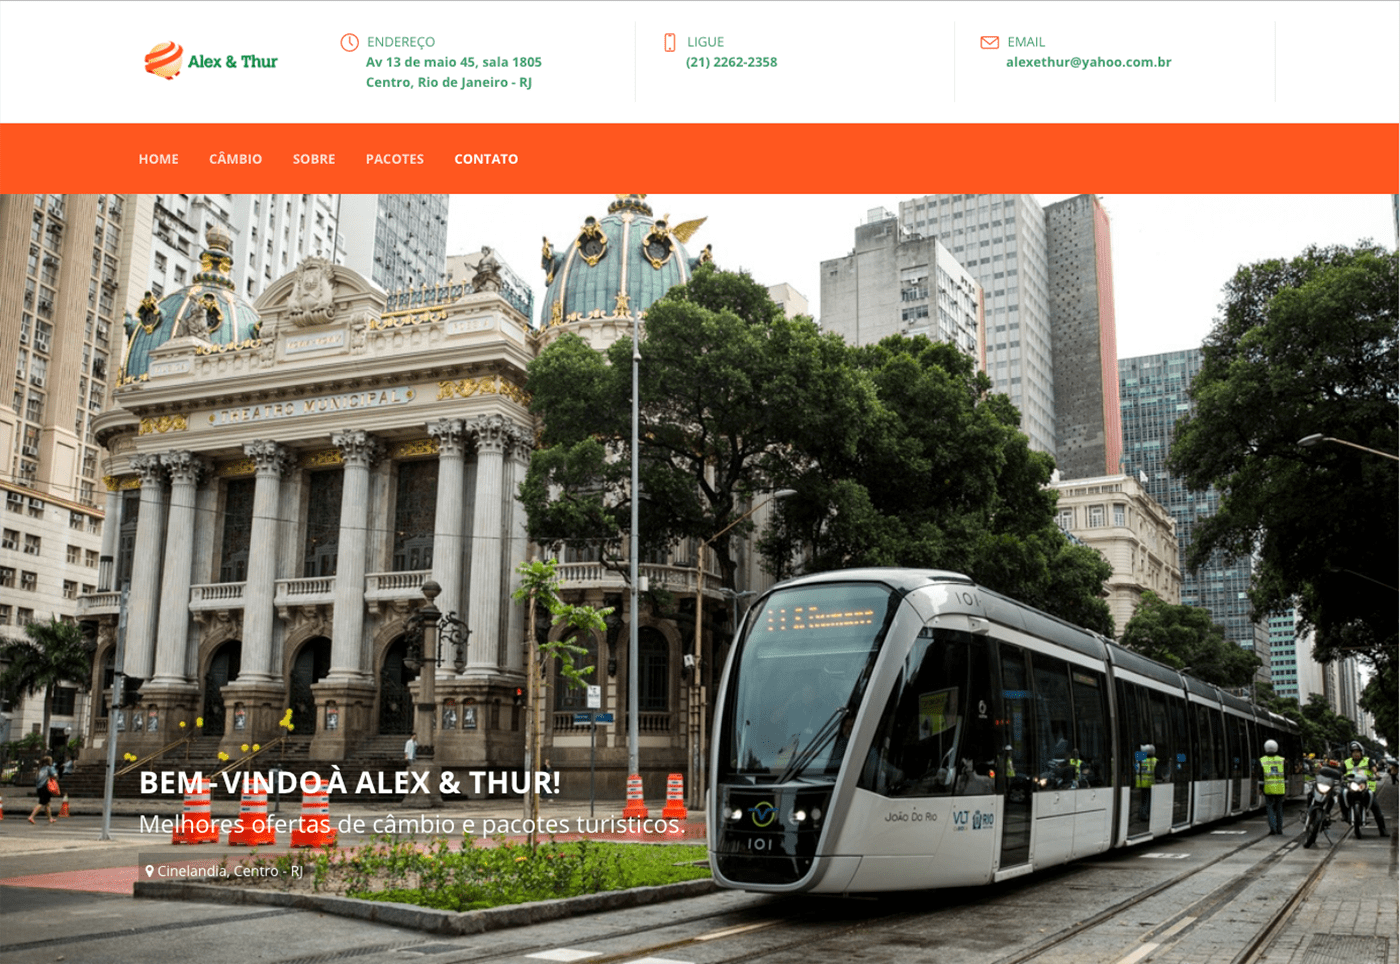 Alex & Thur
ENDEREÇO
Av 13 de maio 45, sala 1805
Centro, Rio de Janeiro - RJ
LIGUE
(21) 2262-2358
EMAIL
alexethur@yahoo.com.br
HOME
CÂMBIO
SOBRE
PACOTES
CONTATO
THEATRO MUNICIPAL
BEM-VINDO À ALEX & THUR!
Melhores ofertas de câmbio e pacotes turisticos.
Cinelandia, Centro - RJ
101
João Do Rio
VLT
RIO
101